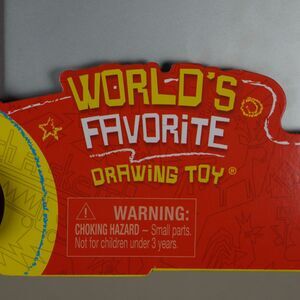 WORLD'S
FAVORITE
DRAWING TOY®
! WARNING:
CHOKING HAZARD – Small parts.
Not for children under 3 years.